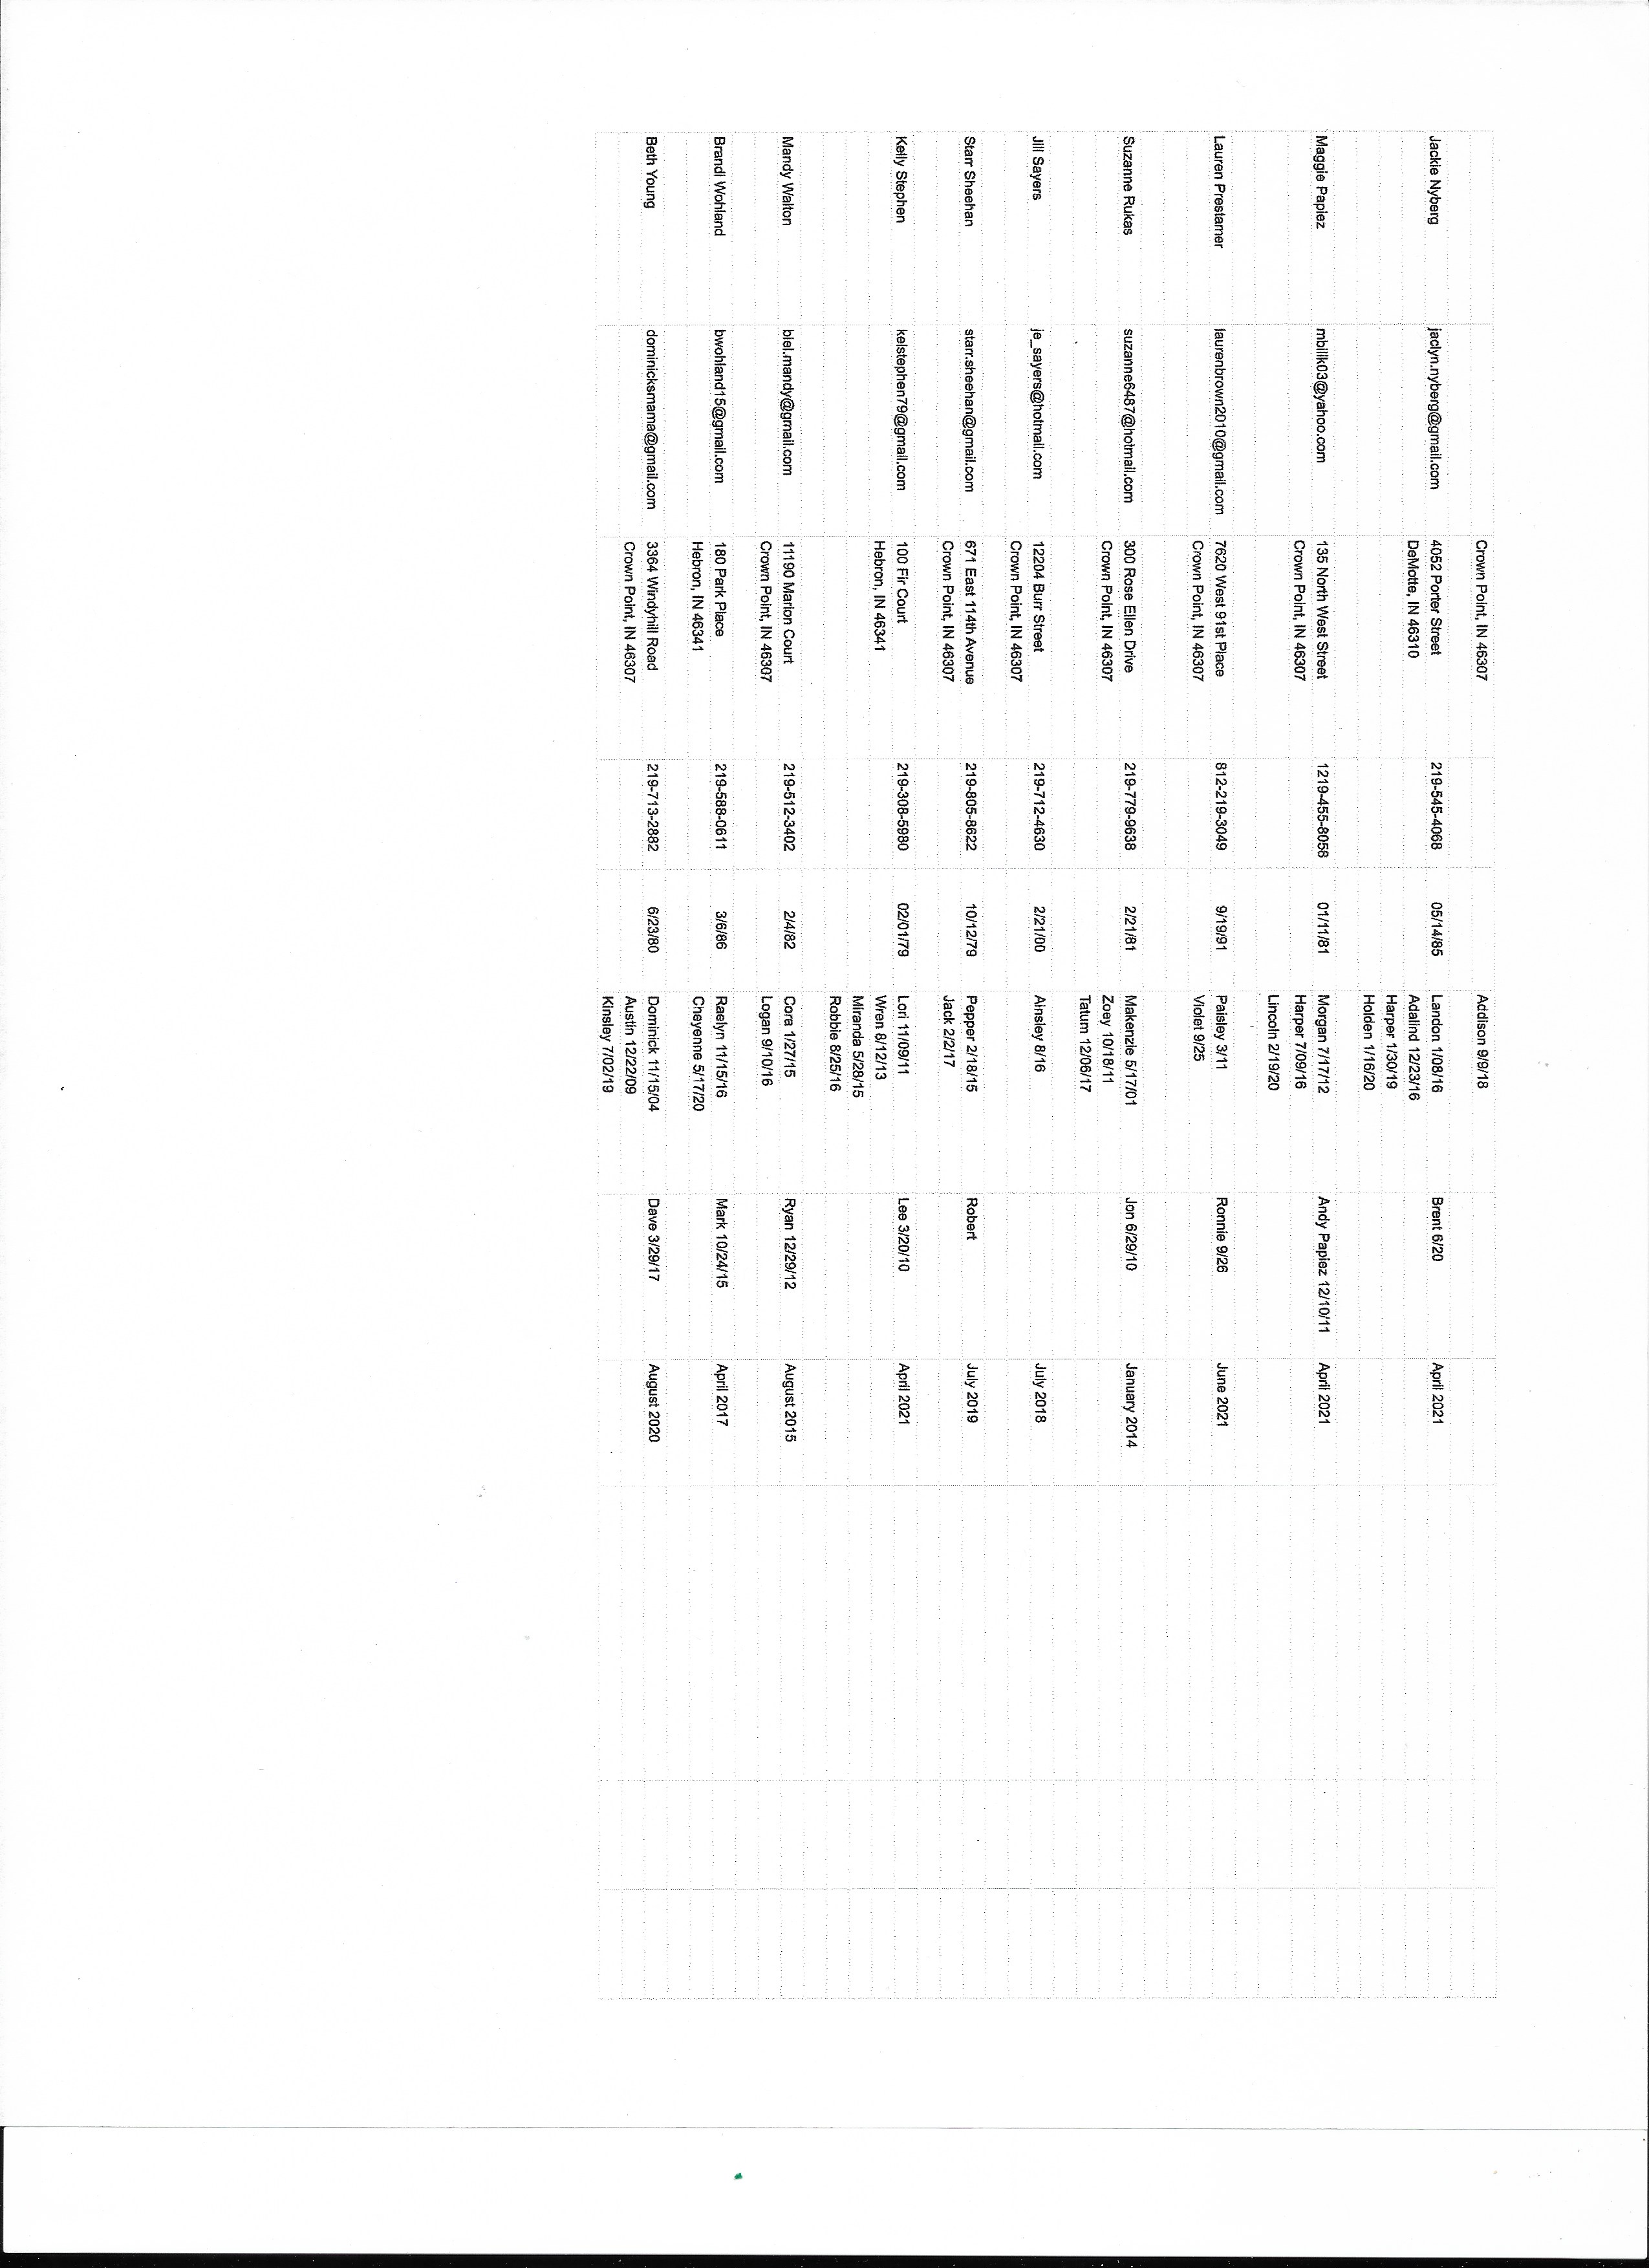 Crown Point, IN 46307 Addison 9/9/18
Jackie Nyberg jaclyn.nyberg@gmail.com 4052 Porter Street 219-545-4068 05/14/85 Landon 1/08/16 Brent 6/20 April 2021
DeMotte, IN 46310 Adalind 12/23/16
Harper 1/30/19
Holden 1/16/20
Maggie Papiez mbilik03@yahoo.com 135 North West Street 1219-455-8058 01/11/81 Morgan 7/17/12 Andy Papiez 12/10/11 April 2021
Crown Point, IN 46307 Harper 7/09/16
Lincoln 2/19/20
Lauren Prestamer laurenbrown2010@gmail.com 7620 West 91st Place 812-219-3049 9/19/91 Paisley 3/11 Ronnie 9/26 June 2021
Crown Point, IN 46307 Violet 9/25
Suzanne Rukas suzanne6487@hotmail.com 300 Rose Ellen Drive 219-779-9638 2/21/81 Makenzie 5/17/01 Jon 6/29/10 January 2014
Crown Point, IN 46307 Zoey 10/18/11
Tatum 12/06/17
Jill Sayers je_sayers@hotmail.com 12204 Burr Street 219-712-4630 2/21/00 Ainsley 8/16 July 2018
Crown Point, IN 46307
Starr Sheehan starr.sheehan@gmail.com 671 East 114th Avenue 219-805-8622 10/12/79 Pepper 2/18/15 Robert July 2019
Crown Point, IN 46307 Jack 2/2/17
Kelly Stephen kelstephen79@gmail.com 100 Fir Court 219-308-5980 02/01/79 Lori 11/09/11 Lee 3/20/10 April 2021
Hebron, IN 46341 Wren 8/12/13
Miranda 5/28/15
Robbie 8/25/16
Mandy Walton biel.mandy@gmail.com 11190 Marion Court 219-512-3402 2/4/82 Cora 1/27/15 Ryan 12/29/12 August 2015
Crown Point, IN 46307 Logan 9/10/16
Brandi Wohland bwohland15@gmail.com 180 Park Place 219-588-0611 3/6/86 Raelyn 11/15/16 Mark 10/24/15 April 2017
Hebron, IN 46341 Cheyenne 5/17/20
Beth Young dominicksmama@gmail.com 3364 Windyhill Road 219-713-2882 6/23/80 Dominick 11/15/04 Dave 3/29/17 August 2020
Crown Point, IN 46307 Austin 12/22/09
Kinsley 7/02/19